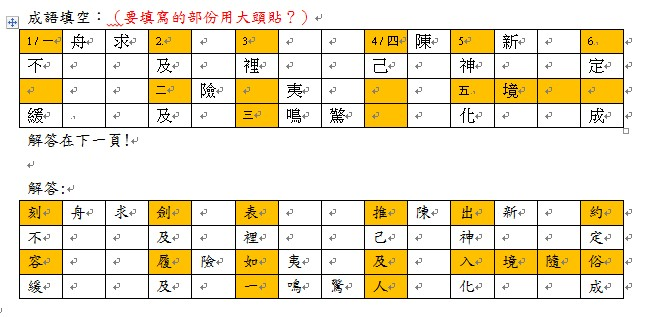 成語填空：（要填寫的部份用大頭貼？）
1/一 舟 求 2. 3 4/四 陳 5 新 6.
不 及 裡 己 神 定
二 險 夷 五. 境
緩 . 及 三 鳴 驚 化 成
解答在下一頁!
解答:
刻 舟 求 劍 表 推 陳 出 新 約
不 及 裡 己 神 定
容 履 險 如 夷 及 入 境 隨 俗
緩 及 一 鳴 驚 人 化 成